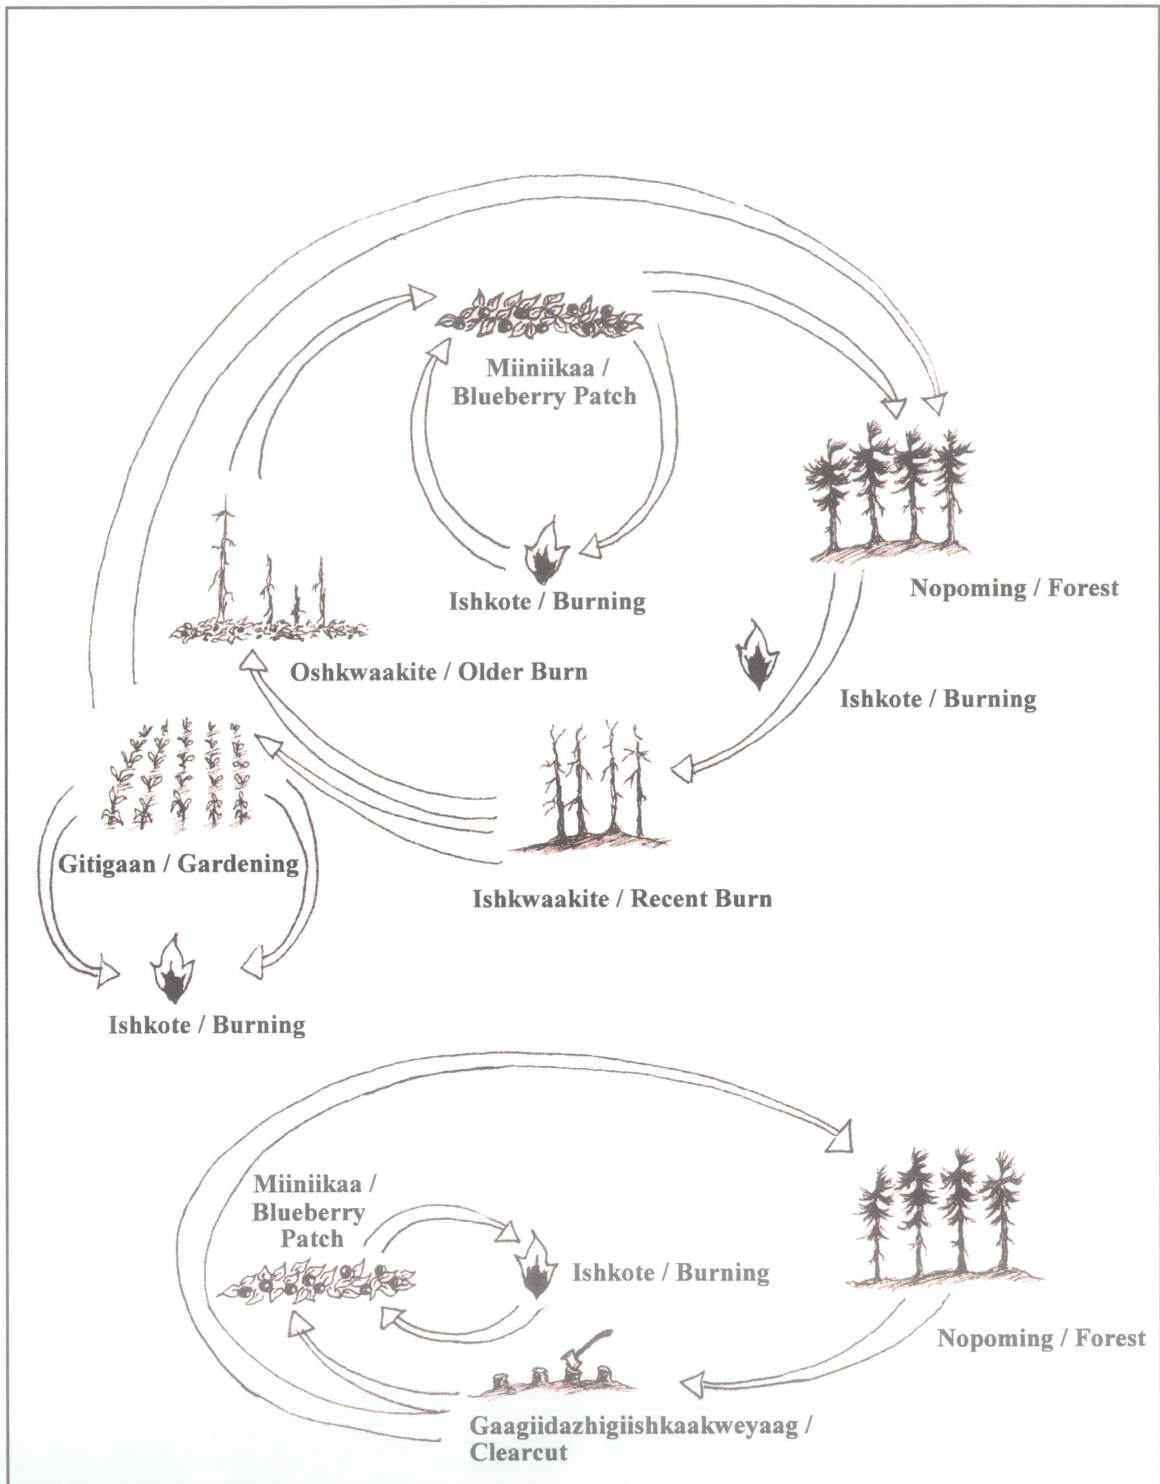 Miiniikaa /
Blueberry Patch
Ishkote / Burning
Nopoming / Forest
Oshkwaakite / Older Burn
Ishkote / Burning
Gitigaan / Gardening
Ishkwaakite / Recent Burn
Ishkote / Burning
Miiniikaa /
Blueberry
Patch
Ishkote / Burning
Nopoming / Forest
Gaagiidazhigiishkaakweyaag /
Clearcut